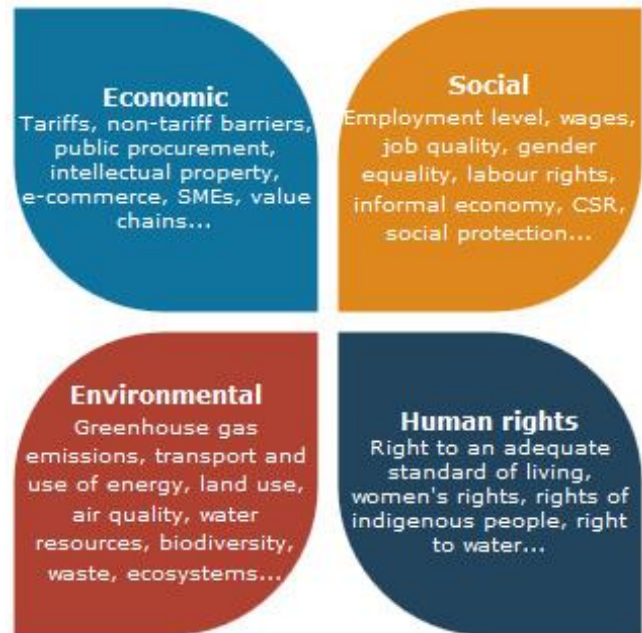 Economic
Tariffs, non-tariff barriers,
public procurement,
intellectual property,
e-commerce, SMEs, value
chains...
Social
Employment level, wages,
job quality, gender
equality, labour rights,
informal economy, CSR,
social protection...
Environmental
Greenhouse gas
emissions, transport and
use of energy, land use,
air quality, water
resources, biodiversity,
waste, ecosystems...
Human rights
Right to an adequate
standard of living,
women's rights, rights of
indigenous people, right
to water...